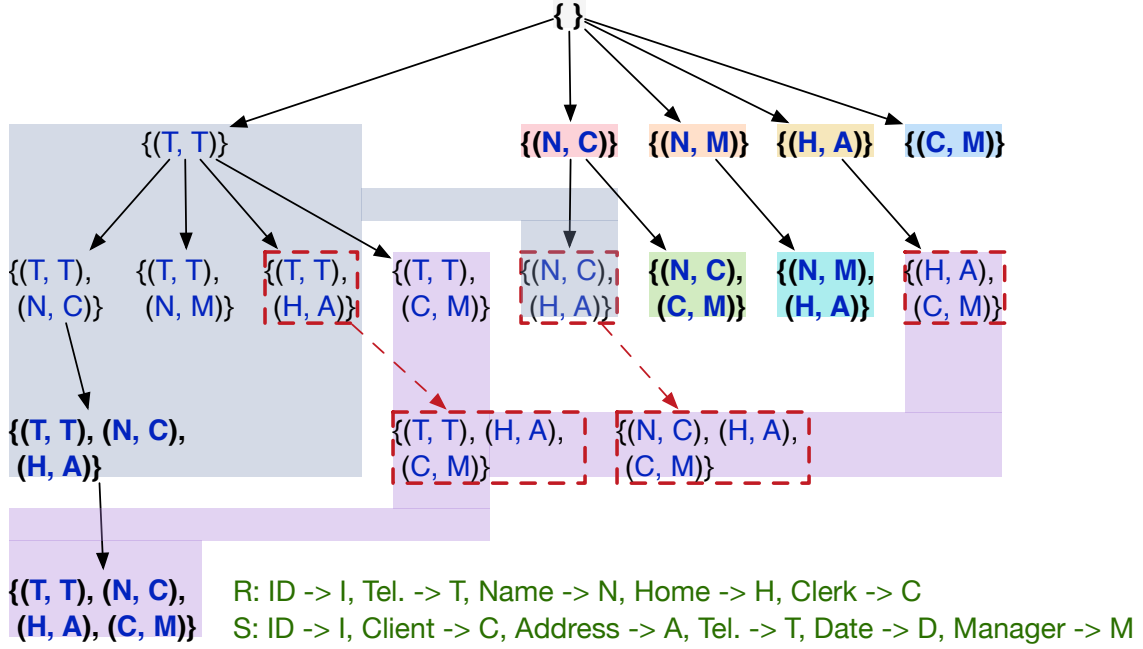 { }
{(T, T)}
{(N, C)}
{(N, M)}
{(H, A)}
{(C, M)}
{(T, T),
(N, C)}
{(T, T),
(N, M)}
{(T, T),
(H, A)}
{(T, T),
(C, M)}
{(N, C),
(H, A)}
{(N, C),
(C, M)}
{(N, M),
(H, A)}
{(H, A),
(C, M)}
{(T, T), (N, C),
(H, A)}
{(T, T), (H, A),
(C, M)}
{(N, C), (H, A),
(C, M)}
{(T, T), (N, C),
(H, A), (C, M)}
R: ID -> I, Tel. -> T, Name -> N, Home -> H, Clerk -> C
S: ID -> I, Client -> C, Address -> A, Tel. -> T, Date -> D, Manager -> M